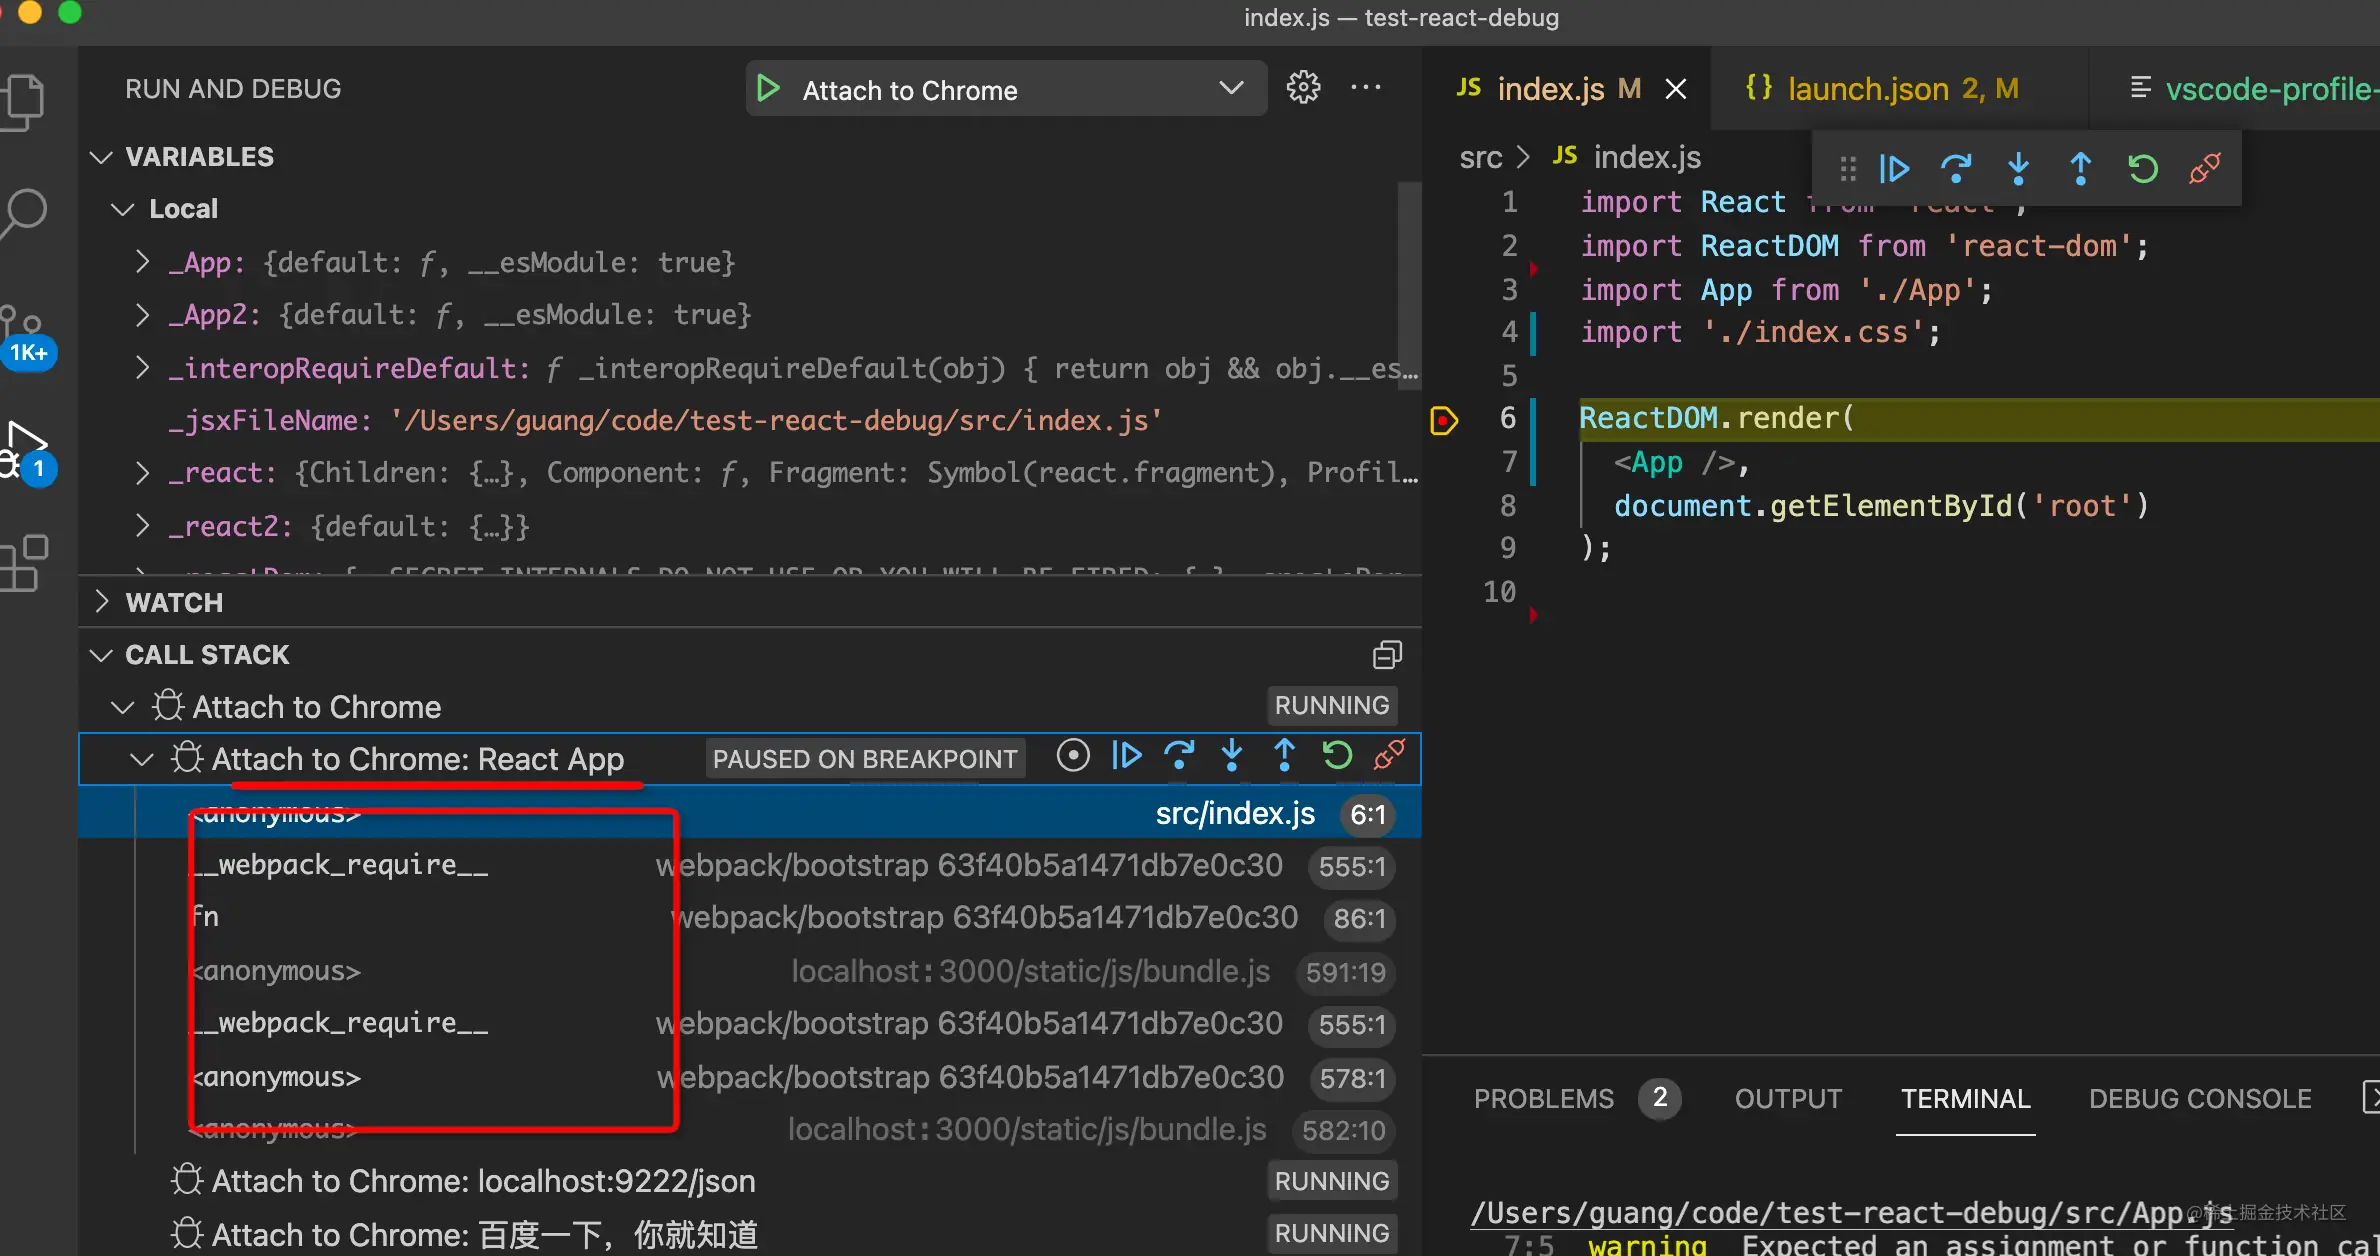 index.js — test-react-debug
RUN AND DEBUG
Attach to Chrome
VARIABLES
Local
_App: {default: ƒ, __esModule: true}
_App2: {default: ƒ, __esModule: true}
_interopRequireDefault: ƒ _interopRequireDefault(obj) { return obj && obj.__es…
_jsxFileName: '/Users/guang/code/test-react-debug/src/index.js'
_react: {Children: {…}, Component: ƒ, Fragment: Symbol(react.fragment), Profil…
_react2: {default: {…}}
1K+
1
WATCH
CALL STACK
Attach to Chrome RUNNING
Attach to Chrome: React App PAUSED ON BREAKPOINT
<anonymous> src/index.js 6:1
__webpack_require__ webpack/bootstrap 63f40b5a1471db7e0c30 555:1
fn webpack/bootstrap 63f40b5a1471db7e0c30 86:1
<anonymous> localhost:3000/static/js/bundle.js 591:19
__webpack_require__ webpack/bootstrap 63f40b5a1471db7e0c30 555:1
<anonymous> webpack/bootstrap 63f40b5a1471db7e0c30 578:1
<anonymous> localhost:3000/static/js/bundle.js 582:10
Attach to Chrome: localhost:9222/json RUNNING
Attach to Chrome: 百度一下，你就知道 RUNNING
JS index.js M
{} launch.json 2, M
vscode-profile-
src > JS index.js
1 import React from 'react';
2 import ReactDOM from 'react-dom';
3 import App from './App';
4 import './index.css';
5
6 ReactDOM.render(
7 <App />,
8 document.getElementById('root')
9 );
10
PROBLEMS 2 OUTPUT TERMINAL DEBUG CONSOLE
/Users/guang/code/test-react-debug/src/App.js
7:5 warning Expected an assignment or function ca
@稀土掘金技术社区